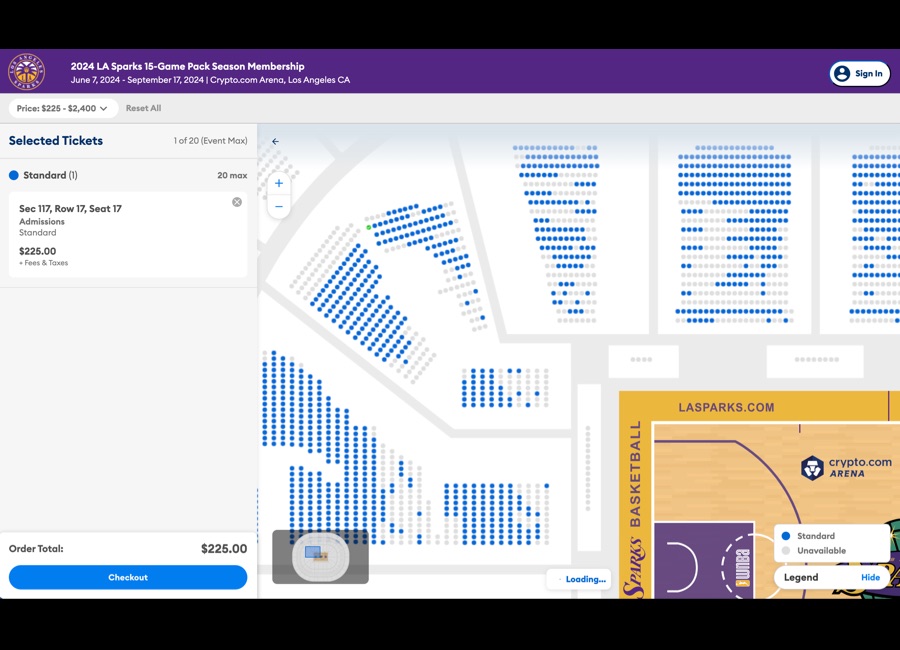 LOS ANGELES
SPARKS
2024 LA Sparks 15-Game Pack Season Membership
June 7, 2024 - September 17, 2024 | Crypto.com Arena, Los Angeles CA
Sign In
Price: $225 - $2,400
Reset All
Selected Tickets
1 of 20 (Event Max)
Standard (1)
20 max
Sec 117, Row 17, Seat 17
Admissions
Standard
$225.00
+ Fees & Taxes
Order Total:
$225.00
Checkout
+
−
LASPARKS.COM
SPARKS BASKETBALL
crypto.com
ARENA
WNBA
Loading...
Standard
Unavailable
Legend
Hide